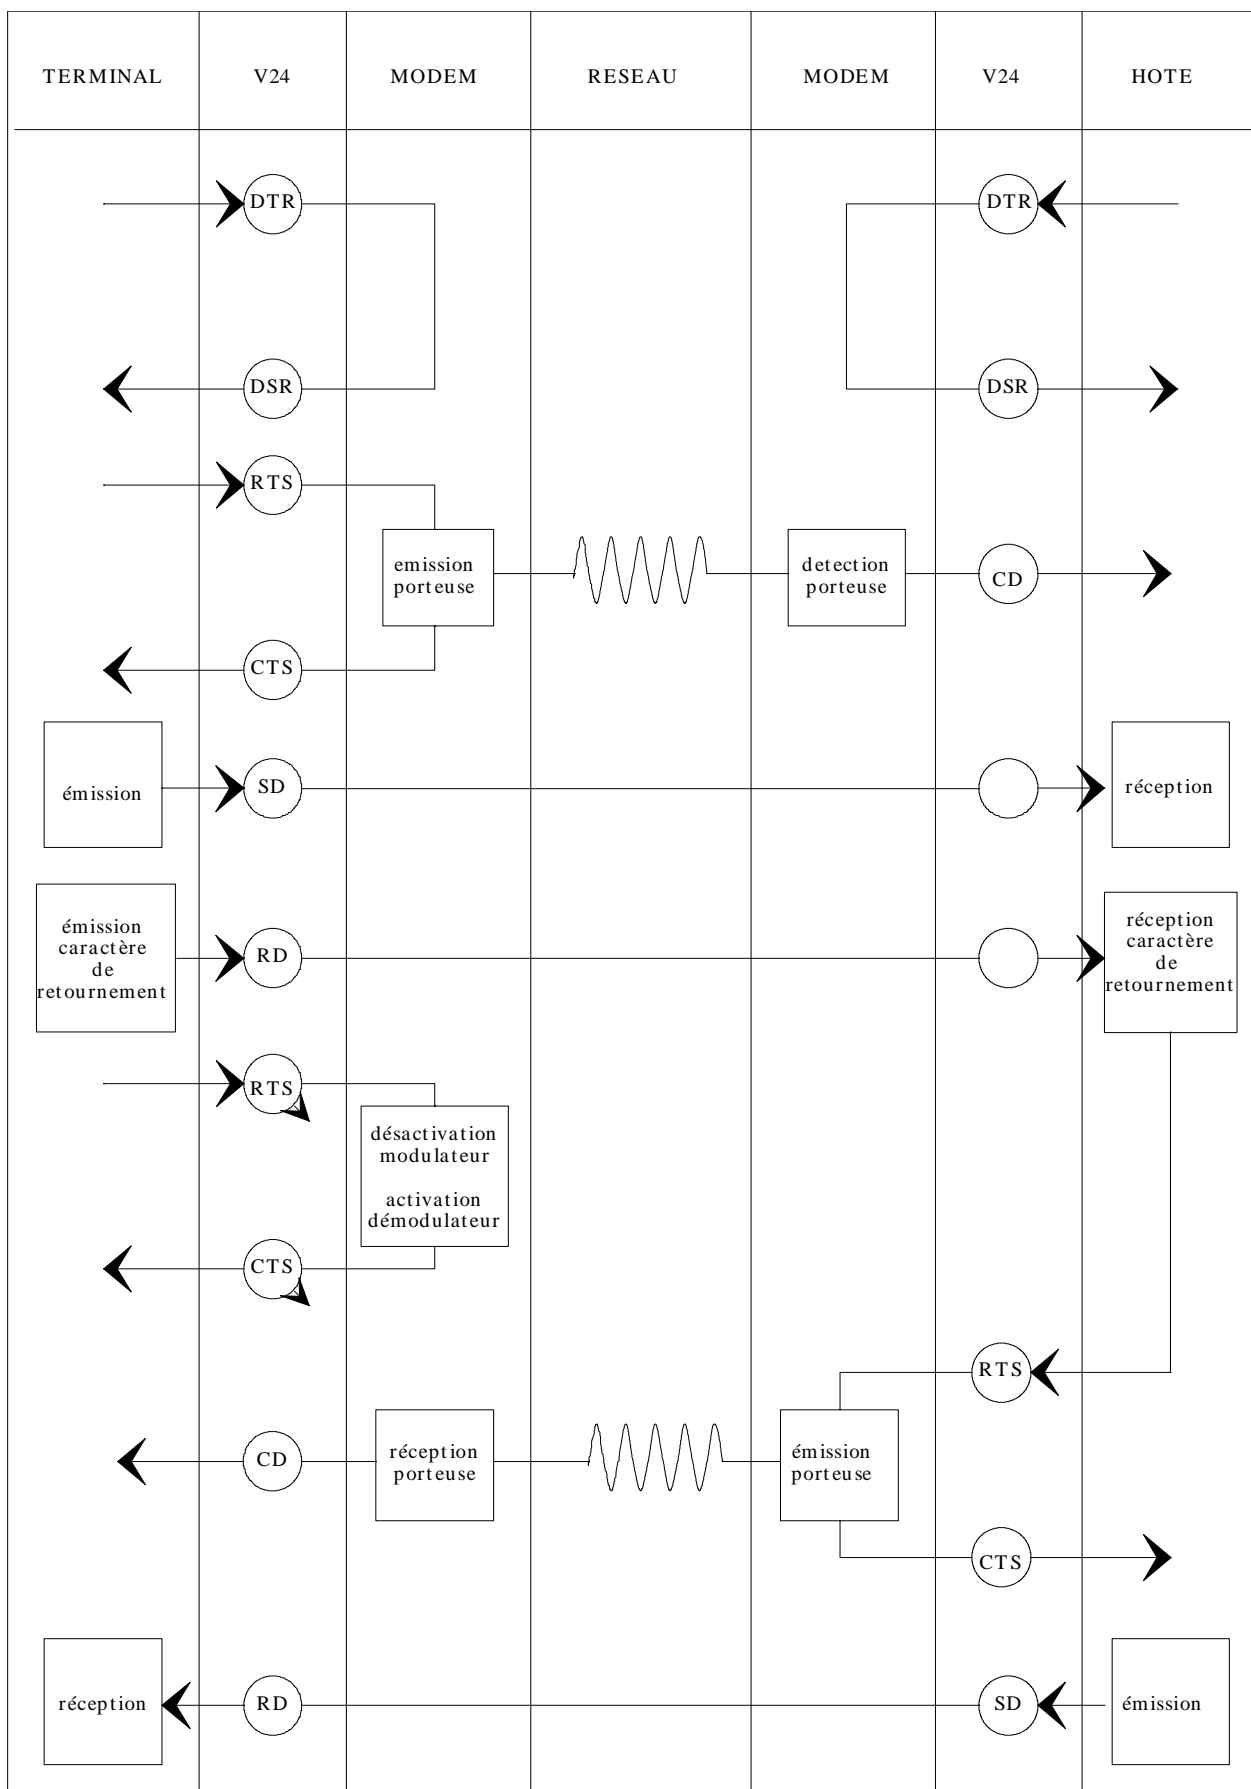 TERMINAL V24 MODEM RESEAU MODEM V24 HOTE
DTR DTR
DSR DSR
RTS
emission
porteuse
detection
porteuse
CD
CTS
émission
SD
réception
émission
caractère
de
retournement
RD
réception
caractère
de
retournement
RTS
désactivation
modulateur
activation
démodulateur
CTS
RTS
CD
réception
porteuse
émission
porteuse
CTS
réception
RD
SD
émission